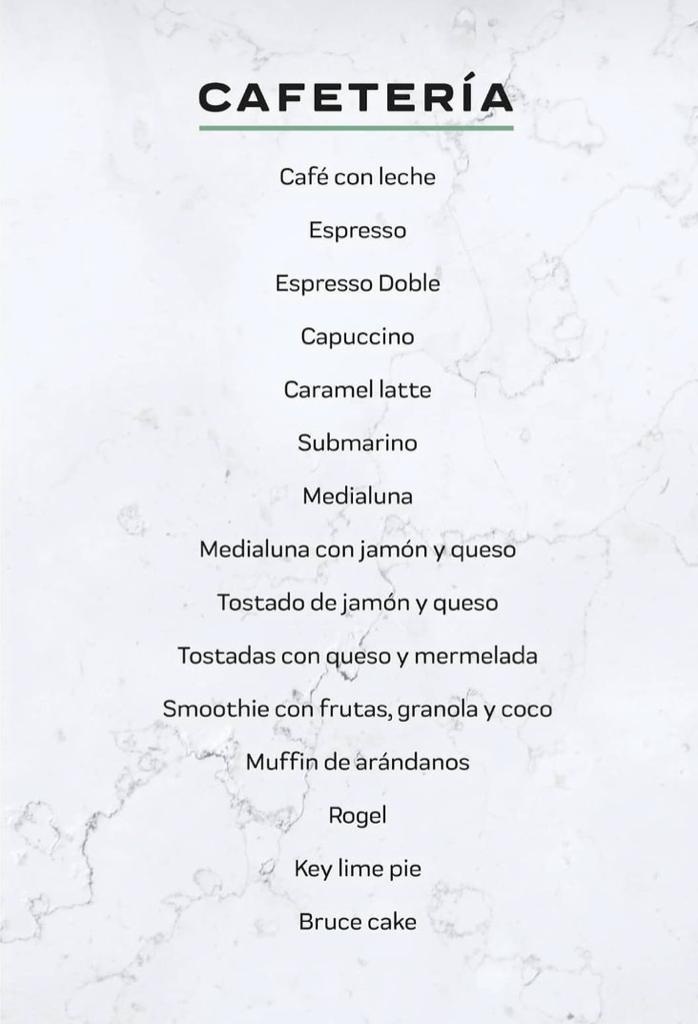 CAFETERÍA
Café con leche
Espresso
Espresso Doble
Capuccino
Caramel latte
Submarino
Medialuna
Medialuna con jamón y queso
Tostado de jamón y queso
Tostadas con queso y mermelada
Smoothie con frutas, granola y coco
Muffin de arándanos
Rogel
Key lime pie
Bruce cake